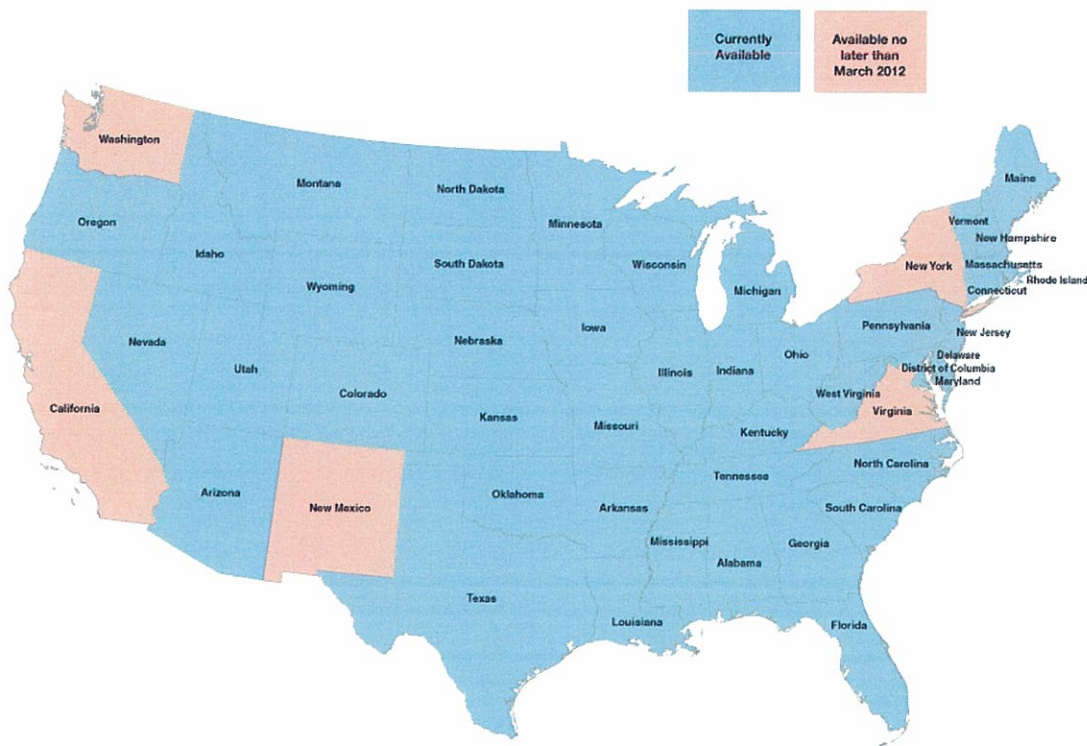 Currently
Available
Available no
later than
March 2012
Washington
Montana
North Dakota
Minnesota
Maine
Oregon
Idaho
Vermont
New Hampshire
South Dakota
Wisconsin
New York
Massachusetts
Wyoming
Michigan
Rhode Island
Connecticut
Nevada
Nebraska
Iowa
Pennsylvania
New Jersey
Utah
Illinois
Indiana
Ohio
Delaware
District of Columbia
Maryland
California
Colorado
Kansas
Missouri
Kentucky
West Virginia
Virginia
Arizona
New Mexico
Oklahoma
Arkansas
Tennessee
North Carolina
South Carolina
Mississippi
Alabama
Georgia
Texas
Louisiana
Florida